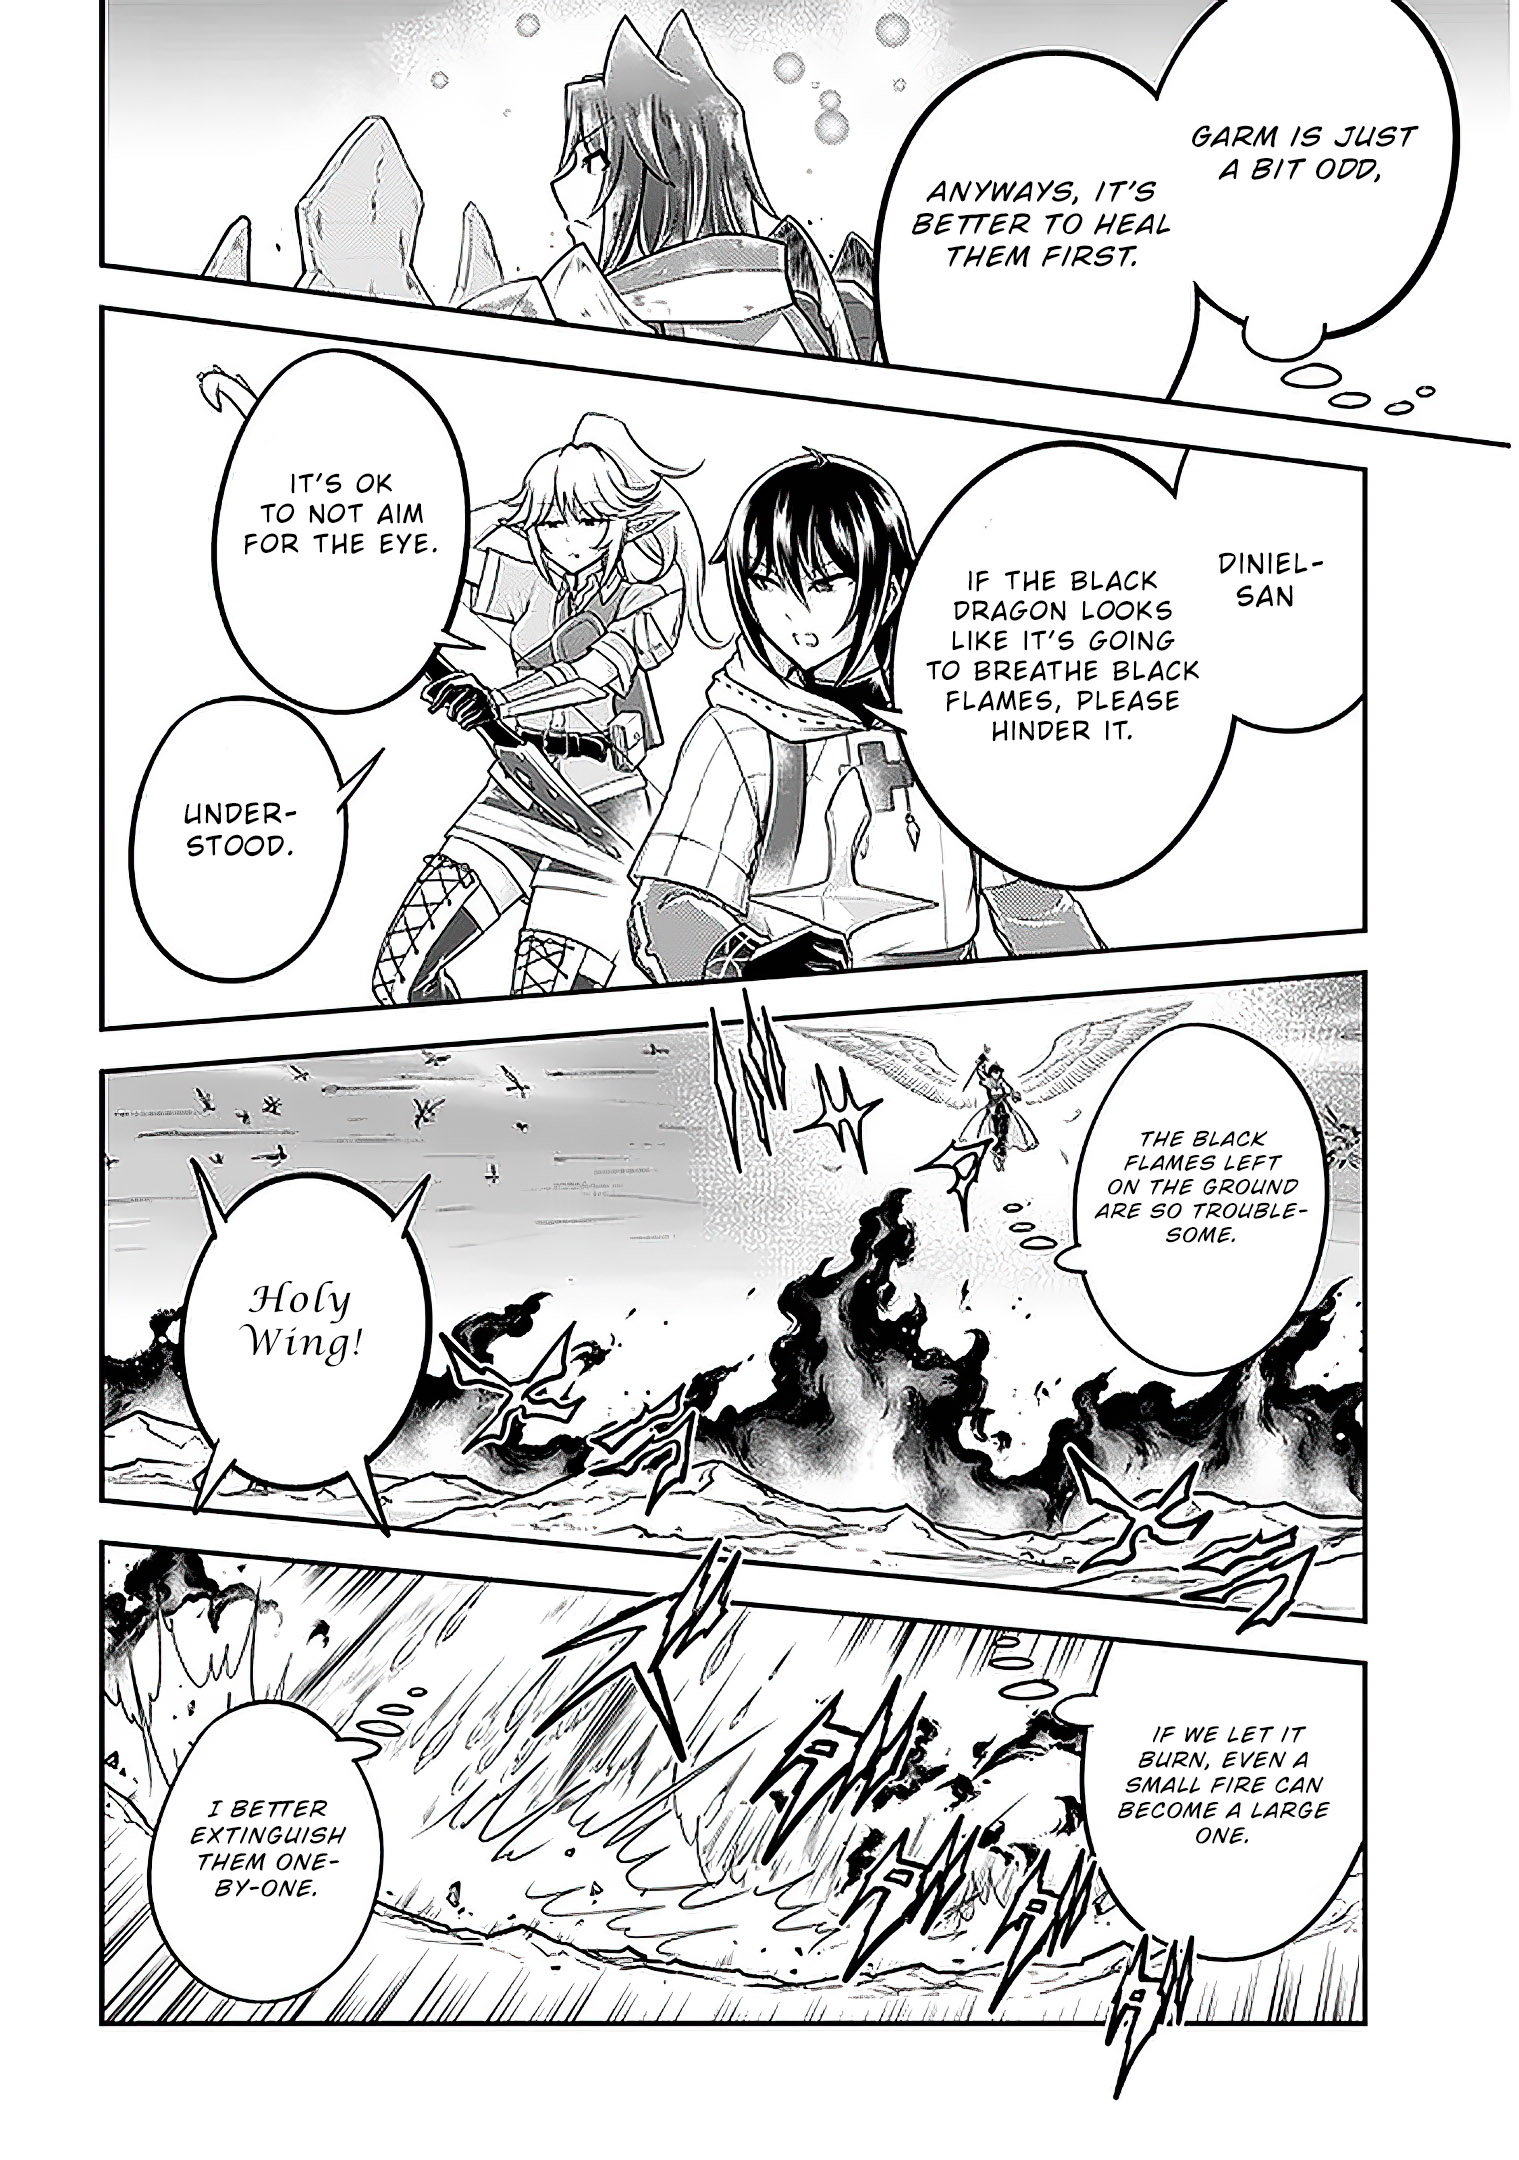 GARM IS JUST
A BIT ODD,
ANYWAYS, IT'S
BETTER TO HEAL
THEM FIRST.
DINIEL-
SAN
IF THE BLACK
DRAGON LOOKS
LIKE IT'S GOING
TO BREATHE BLACK
FLAMES, PLEASE
HINDER IT.
IT'S OK
TO NOT AIM
FOR THE EYE.
UNDER-
STOOD.
THE BLACK
FLAMES LEFT
ON THE GROUND
ARE SO TROUBLE-
SOME.
Holy
Wing!
IF WE LET IT
BURN, EVEN A
SMALL FIRE CAN
BECOME A LARGE
ONE.
I BETTER
EXTINGUISH
THEM ONE-
BY-ONE.